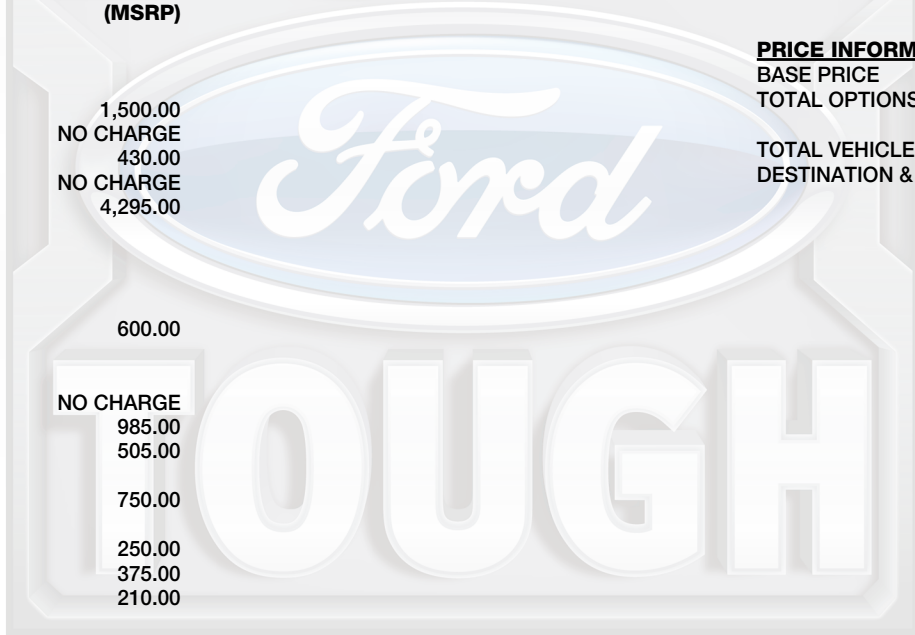 (MSRP)
1,500.00
NO CHARGE
430.00
NO CHARGE
4,295.00
600.00
NO CHARGE
985.00
505.00
750.00
250.00
375.00
210.00
PRICE INFORM
BASE PRICE
TOTAL OPTIONS
TOTAL VEHICLE
DESTINATION &
Ford
TOUGH